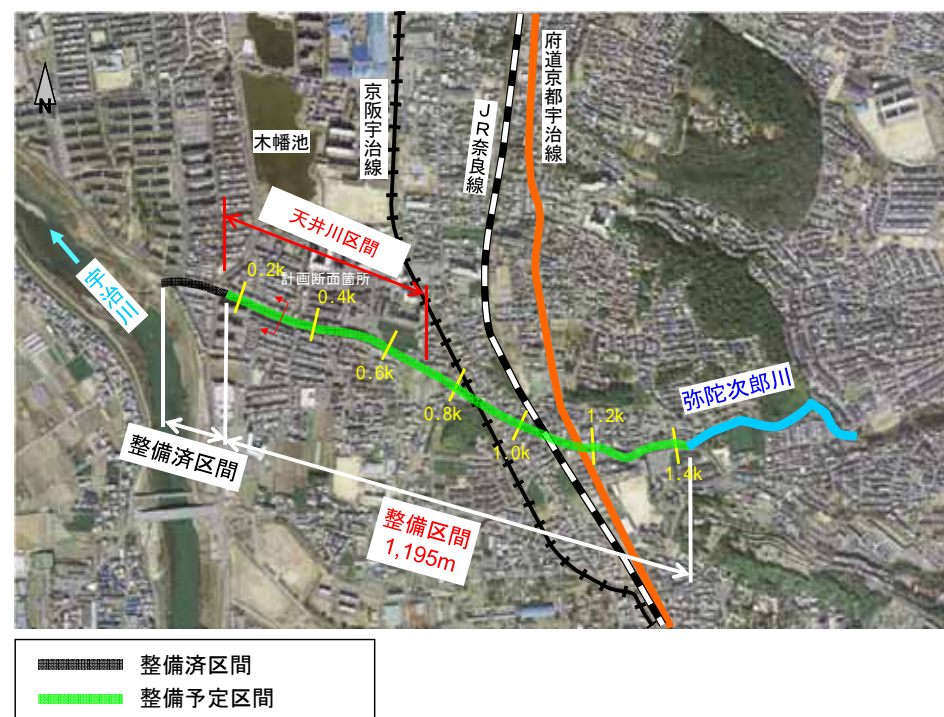 N
木幡池
京阪宇治線
JR奈良線
府道京都宇治線
天井川区間
計画断面箇所
宇治川
0.2k
0.4k
0.6k
0.8k
1.0k
1.2k
1.4k
弥陀次郎川
整備済区間
整備区間
1,195m
整備済区間
整備予定区間